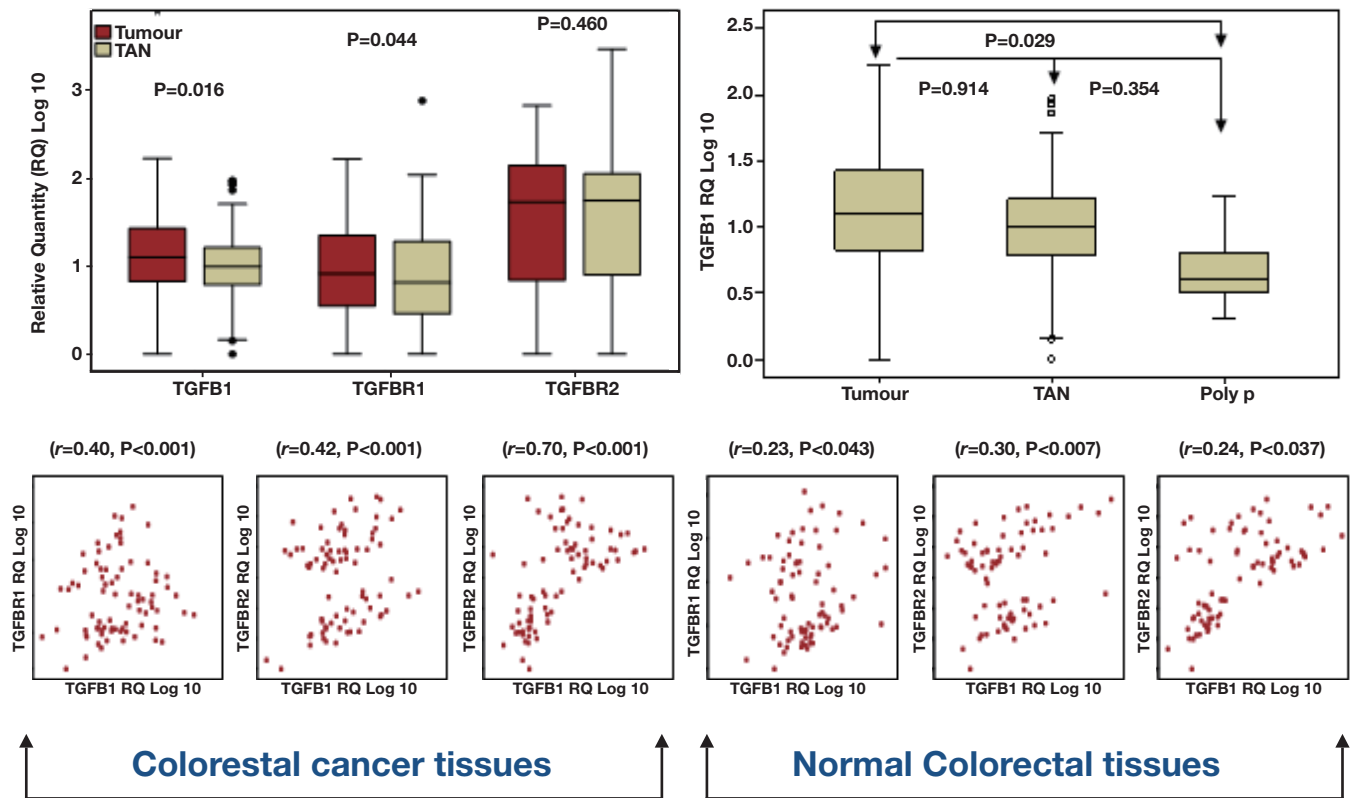 Tumour
TAN
P=0.016
P=0.044
P=0.460
Relative Quantity (RQ) Log 10
3
2
1
0
TGFB1
TGFBR1
TGFBR2
TGFB1 RQ Log 10
2.5
2.0
1.5
1.0
0.5
0.0
P=0.029
P=0.914
P=0.354
Tumour
TAN
Poly p
(r=0.40, P<0.001)
TGFBR1 RQ Log 10
TGFB1 RQ Log 10
(r=0.42, P<0.001)
TGFBR2 RQ Log 10
TGFB1 RQ Log 10
(r=0.70, P<0.001)
TGFBR2 RQ Log 10
TGFB1 RQ Log 10
(r=0.23, P<0.043)
TGFBR1 RQ Log 10
TGFB1 RQ Log 10
(r=0.30, P<0.007)
TGFBR2 RQ Log 10
TGFB1 RQ Log 10
(r=0.24, P<0.037)
TGFBR2 RQ Log 10
TGFB1 RQ Log 10
Colorestal cancer tissues
Normal Colorectal tissues